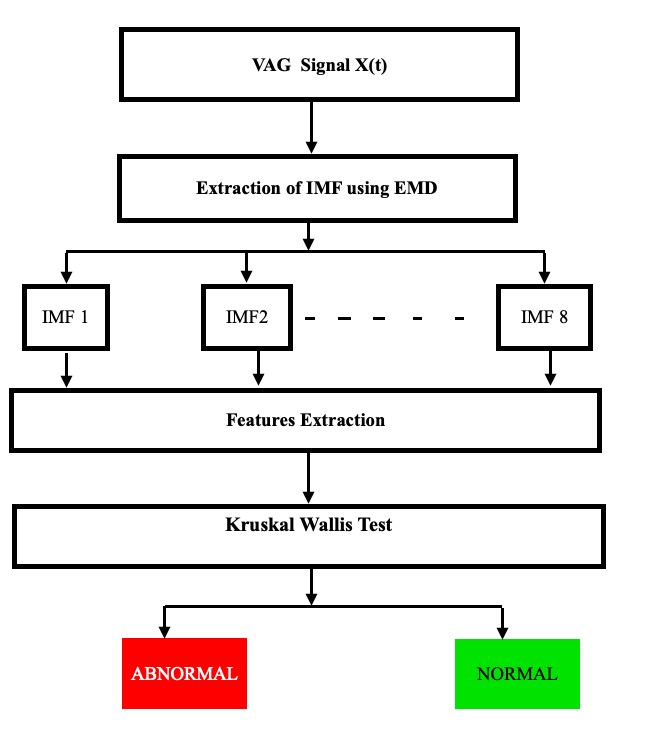 VAG Signal X(t)
Extraction of IMF using EMD
IMF 1
IMF2
IMF 8
Features Extraction
Kruskal Wallis Test
ABNORMAL
NORMAL